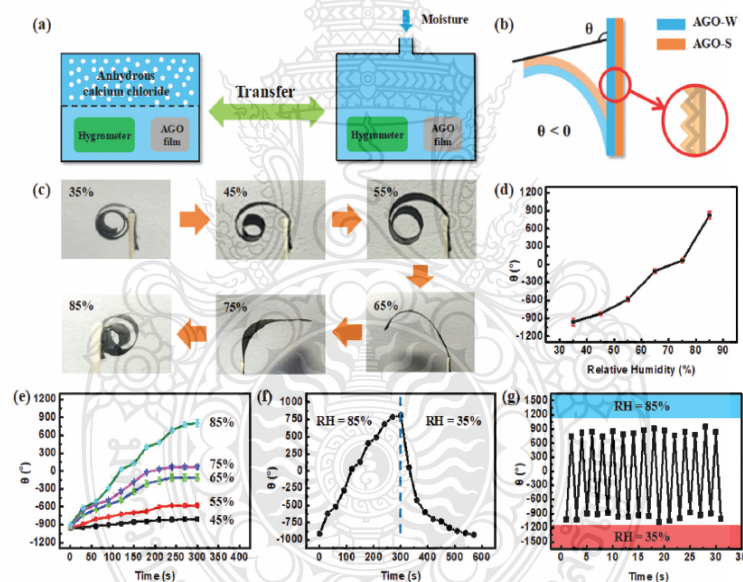 (a)
Moisture
Anhydrous
calcium chloride
Transfer
Hygrometer
AGO
film
Hygrometer
AGO
film
(b)
θ
AGO-W
AGO-S
θ < 0
(c)
35%
45%
55%
85%
75%
65%
(d)
θ (°)
1200
900
600
300
0
-300
-600
-900
-1200
30 40 50 60 70 80 90
Relative Humidity (%)
(e)
θ (°)
1200
900
600
300
0
-300
-600
-900
-1200
85%
75%
65%
55%
45%
0 50 100 150 200 250 300 350 400
Time (s)
(f)
θ (°)
1000
750
500
250
0
-250
-500
-750
-1000
RH = 85%
RH = 35%
0 100 200 300 400 500 600
Time (s)
(g)
θ (°)
1500
1200
900
600
300
0
-300
-600
-900
-1200
-1500
RH = 85%
RH = 35%
0 5 10 15 20 25 30 35
Time (s)